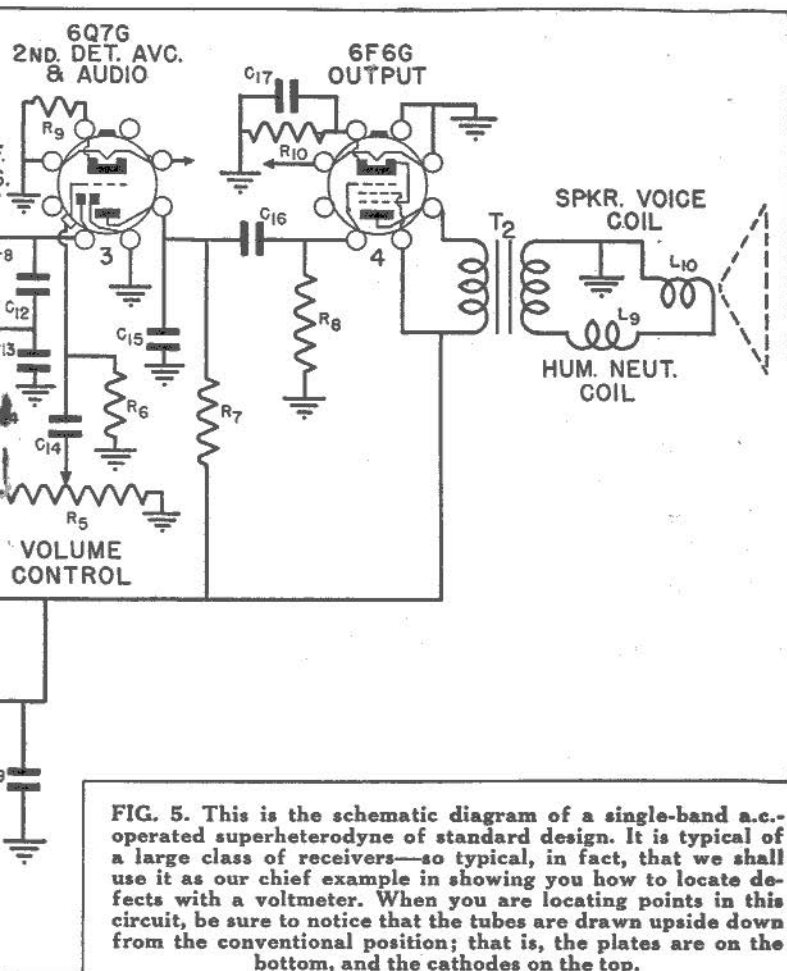 6Q7G
2ND. DET. AVC.
& AUDIO
6F6G
OUTPUT
C17
R9
R10
C16
3
4
T2
SPKR. VOICE
COIL
L10
L9
HUM. NEUT.
COIL
C12
C15
R8
R6
R7
C14
R5
VOLUME
CONTROL
FIG. 5. This is the schematic diagram of a single-band a.c.-
operated superheterodyne of standard design. It is typical of
a large class of receivers—so typical, in fact, that we shall
use it as our chief example in showing you how to locate de-
fects with a voltmeter. When you are locating points in this
circuit, be sure to notice that the tubes are drawn upside down
from the conventional position; that is, the plates are on the
bottom, and the cathodes on the top.